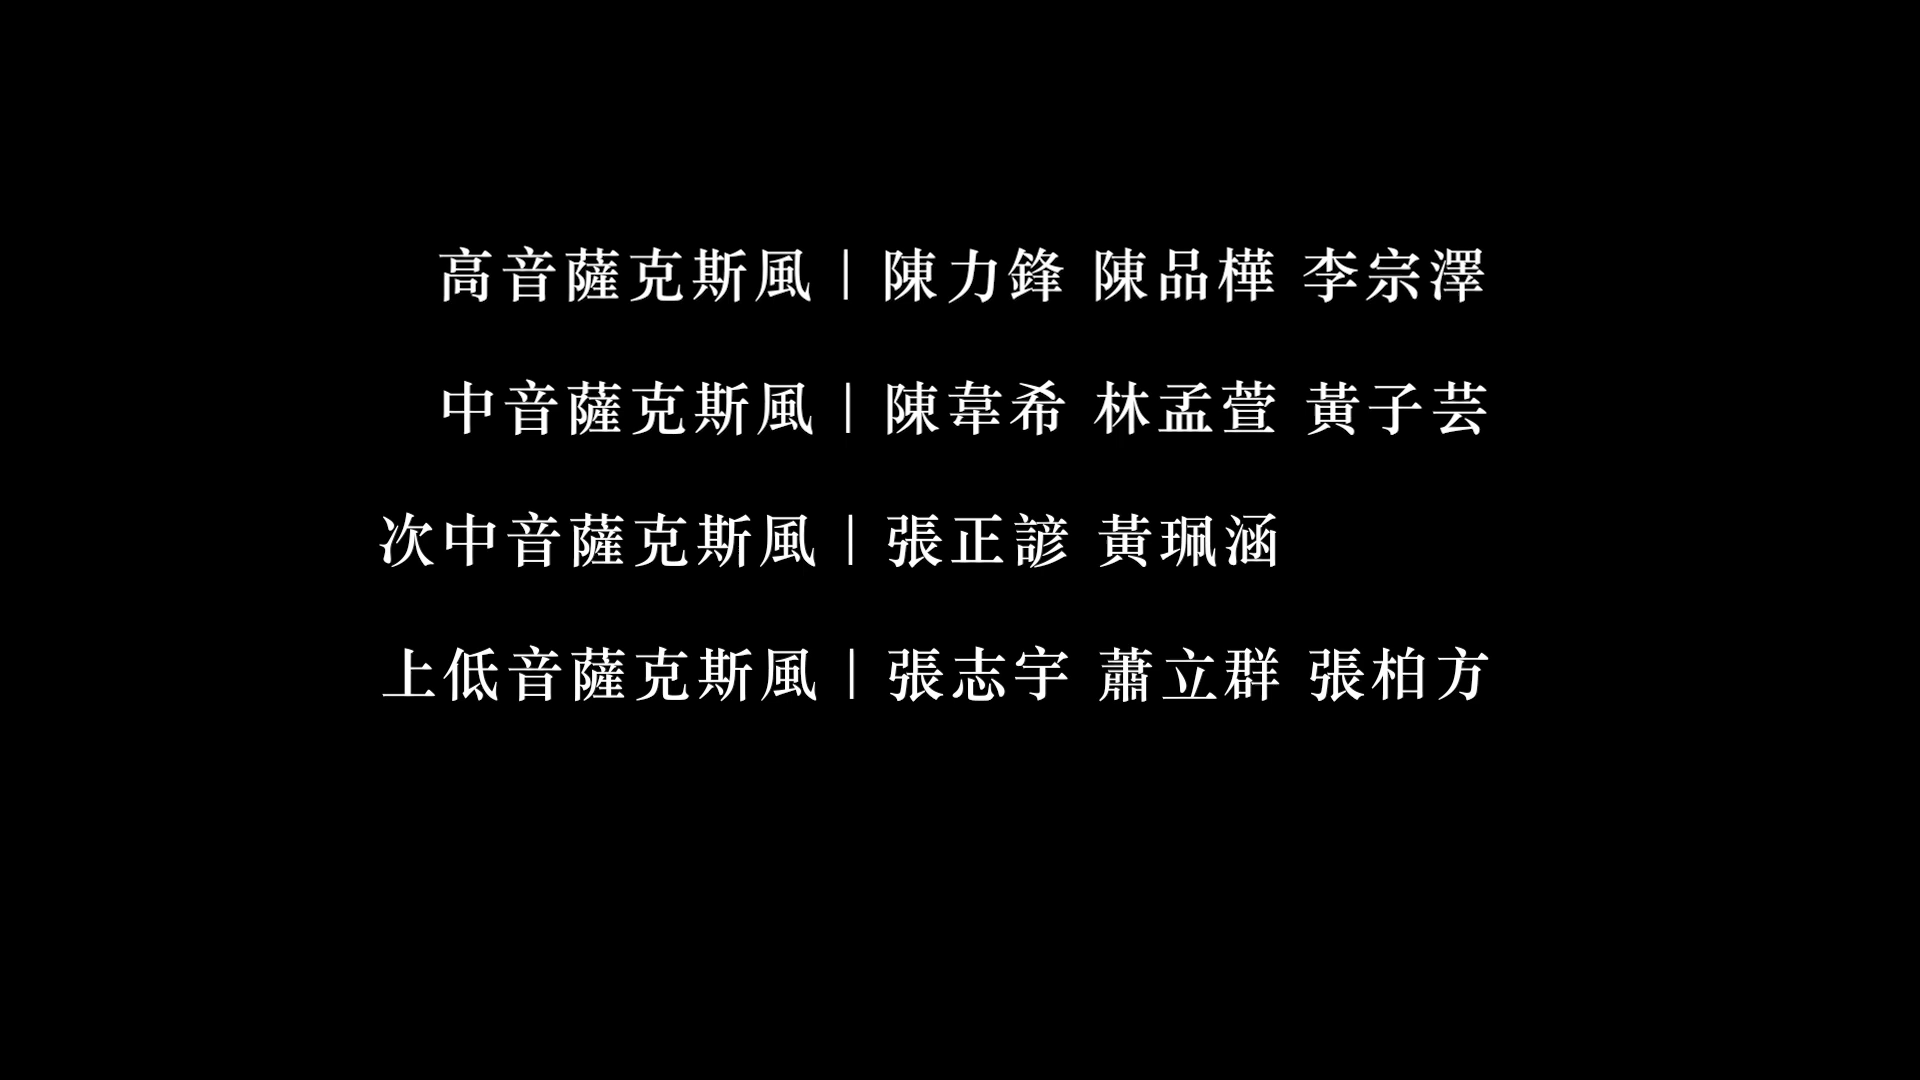 高音薩克斯風｜陳力鋒 陳品樺 李宗澤
中音薩克斯風｜陳韋希 林孟萱 黃子芸
次中音薩克斯風｜張正諺 黃珮涵
上低音薩克斯風｜張志宇 蕭立群 張柏方